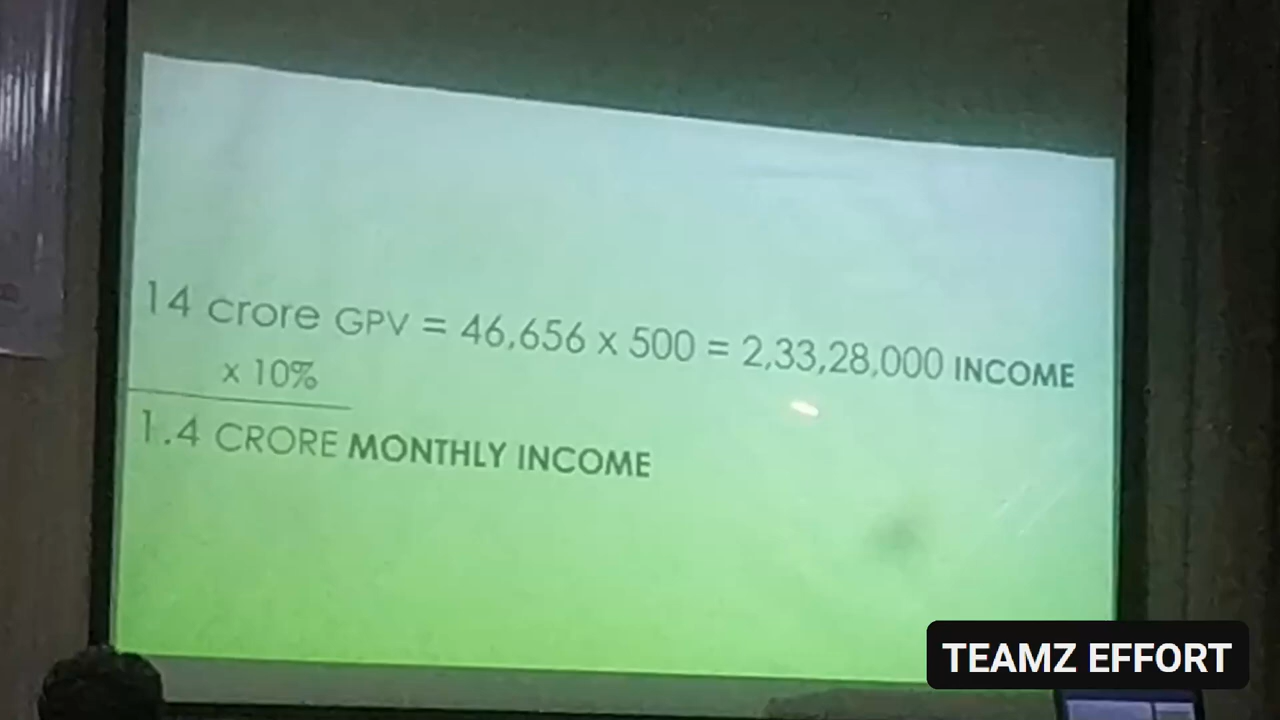 14 crore GPV = 46,656 x 500 = 2,33,28,000 INCOME
x 10%
1.4 CRORE MONTHLY INCOME
TEAMZ EFFORT